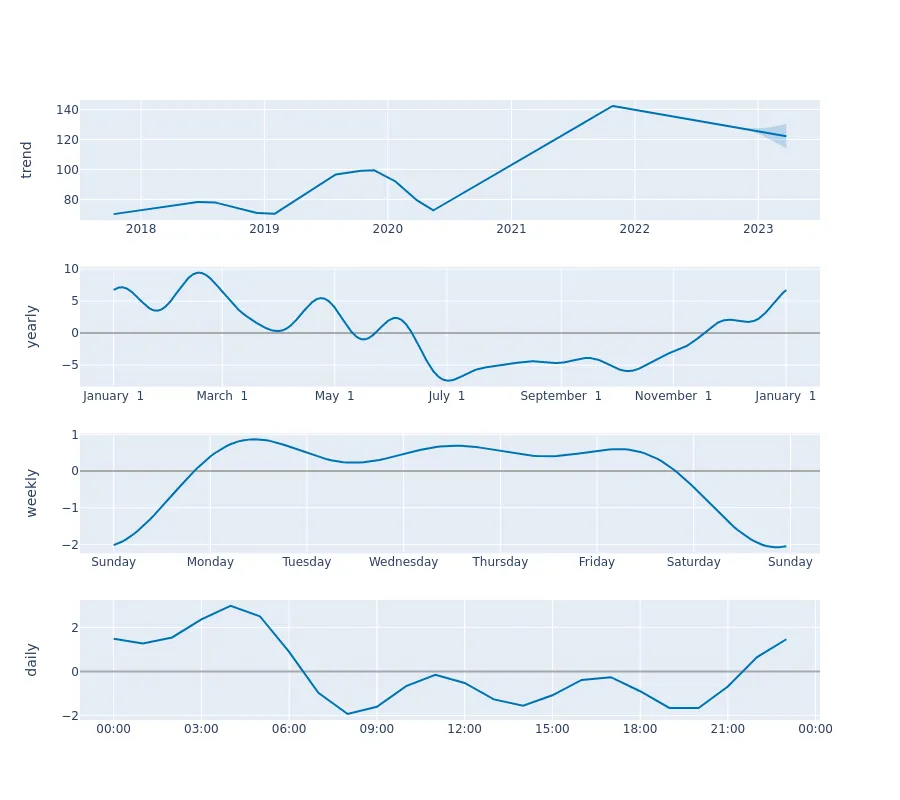 trend
140
120
100
80
2018 2019 2020 2021 2022 2023
yearly
10
5
0
−5
January 1 March 1 May 1 July 1 September 1 November 1 January 1
weekly
1
0
−1
−2
Sunday Monday Tuesday Wednesday Thursday Friday Saturday Sunday
daily
2
0
−2
00:00 03:00 06:00 09:00 12:00 15:00 18:00 21:00 00:00